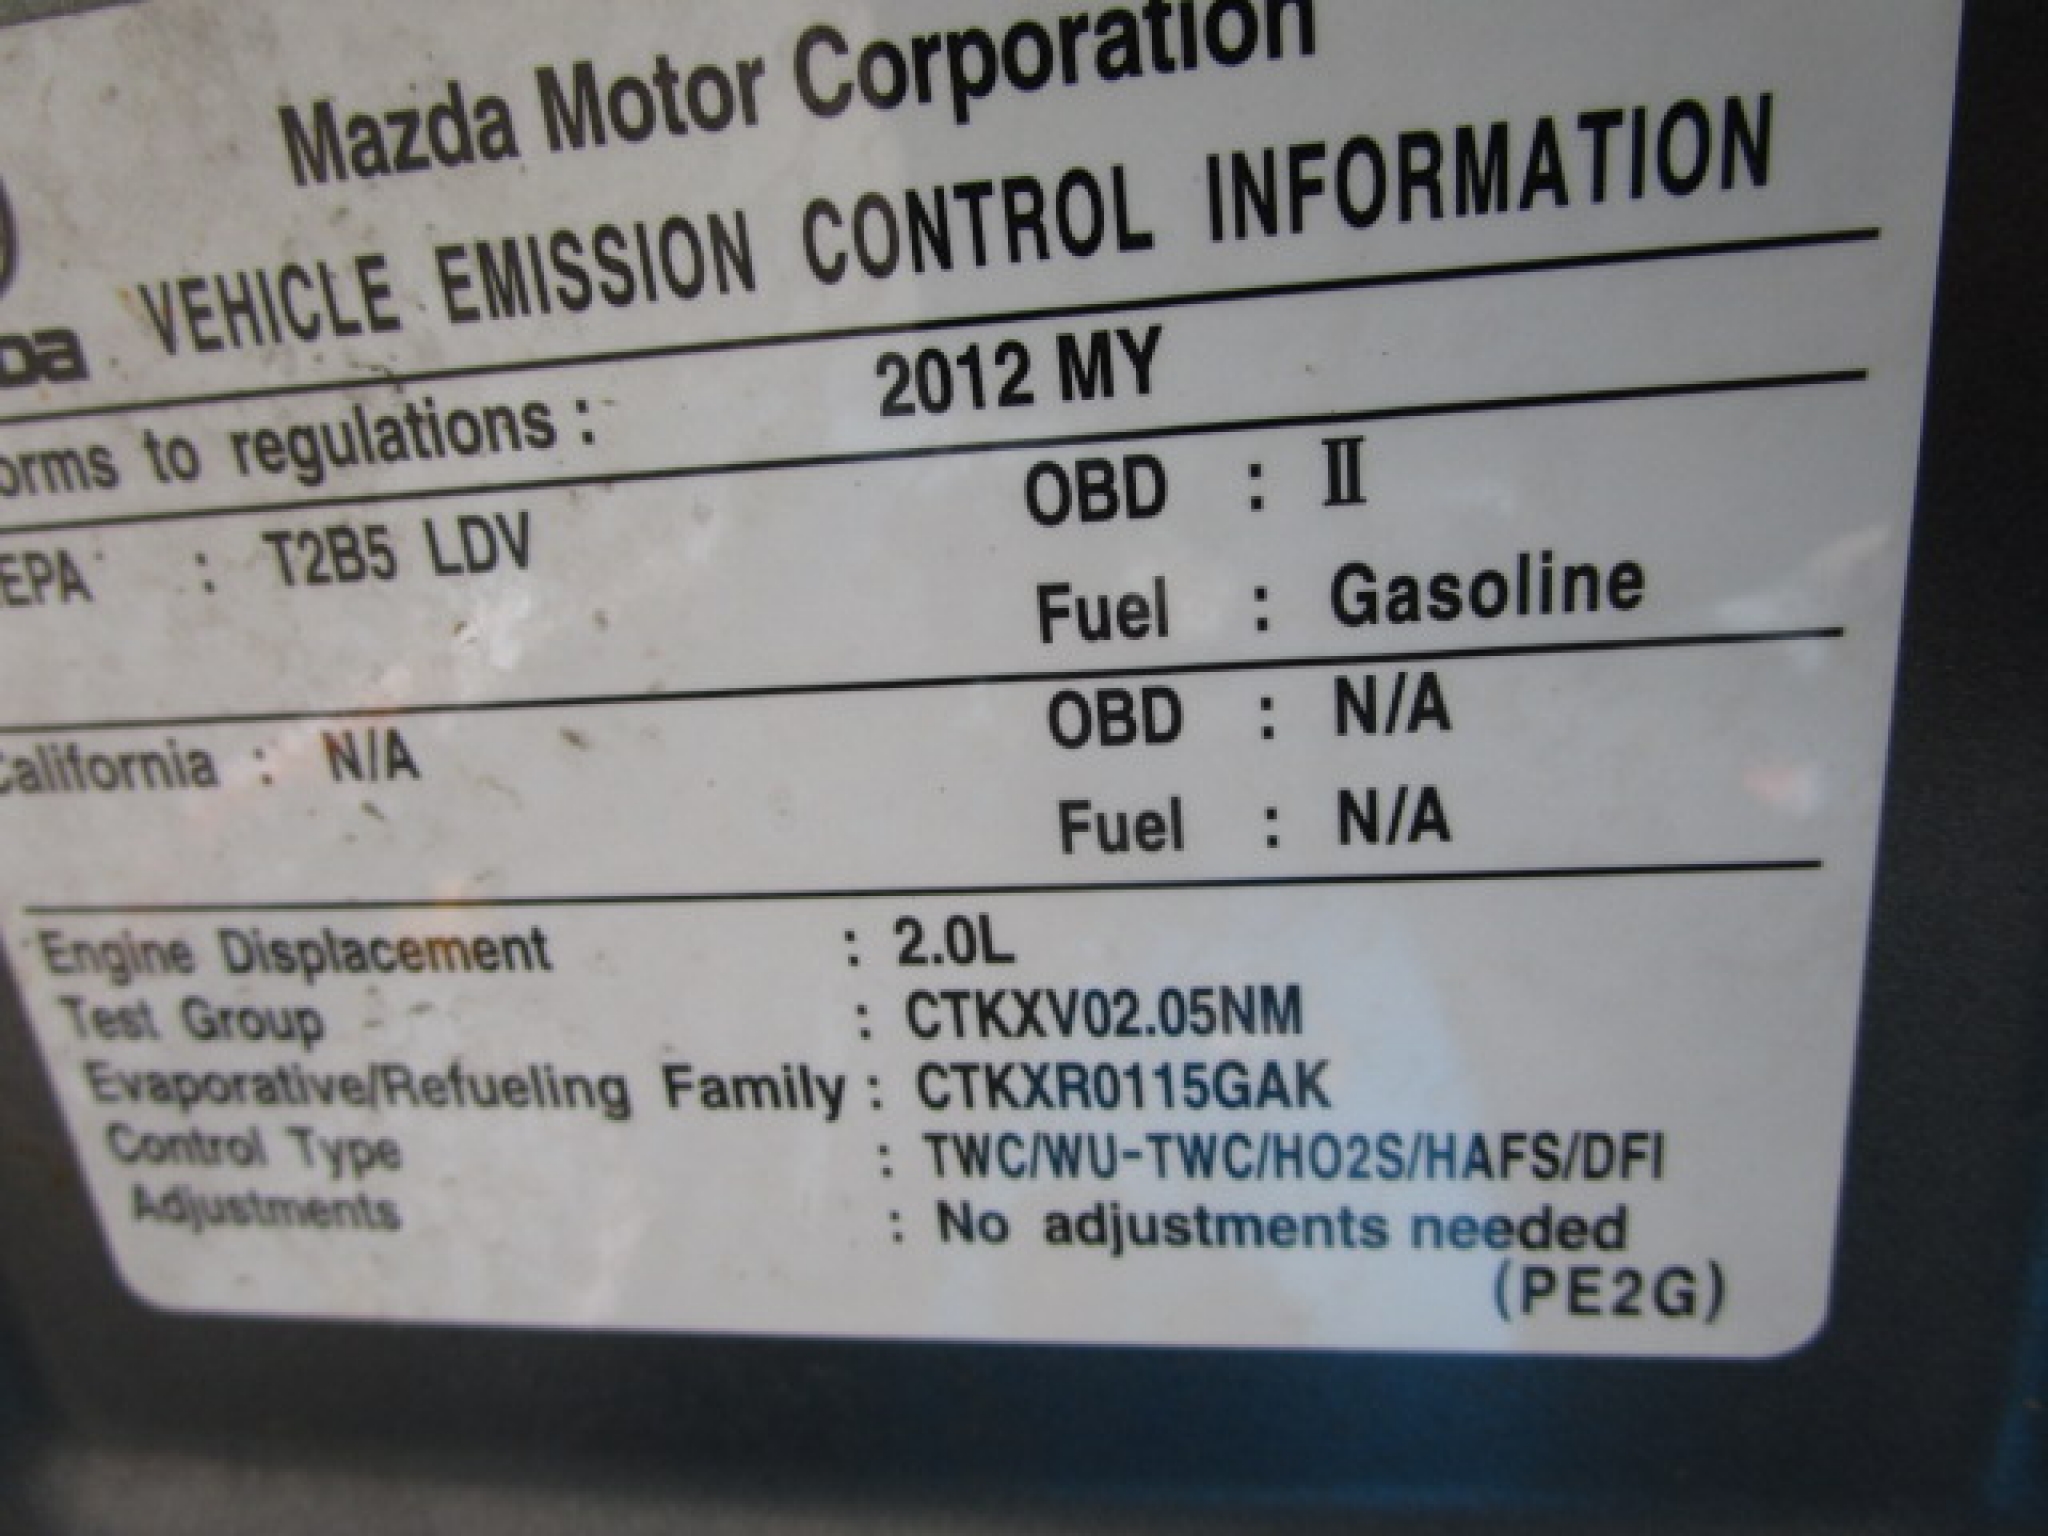 Mazda Motor Corporation
VEHICLE EMISSION CONTROL INFORMATION
orms to regulations : 2012 MY
EPA : T2B5 LDV OBD : II
Fuel : Gasoline
California : N/A OBD : N/A
Fuel : N/A
Engine Displacement : 2.0L
Test Group : CTKXV02.05NM
Evaporative/Refueling Family : CTKXR0115GAK
Control Type : TWC/WU-TWC/HO2S/HAFS/DFI
Adjustments : No adjustments needed
(PE2G)